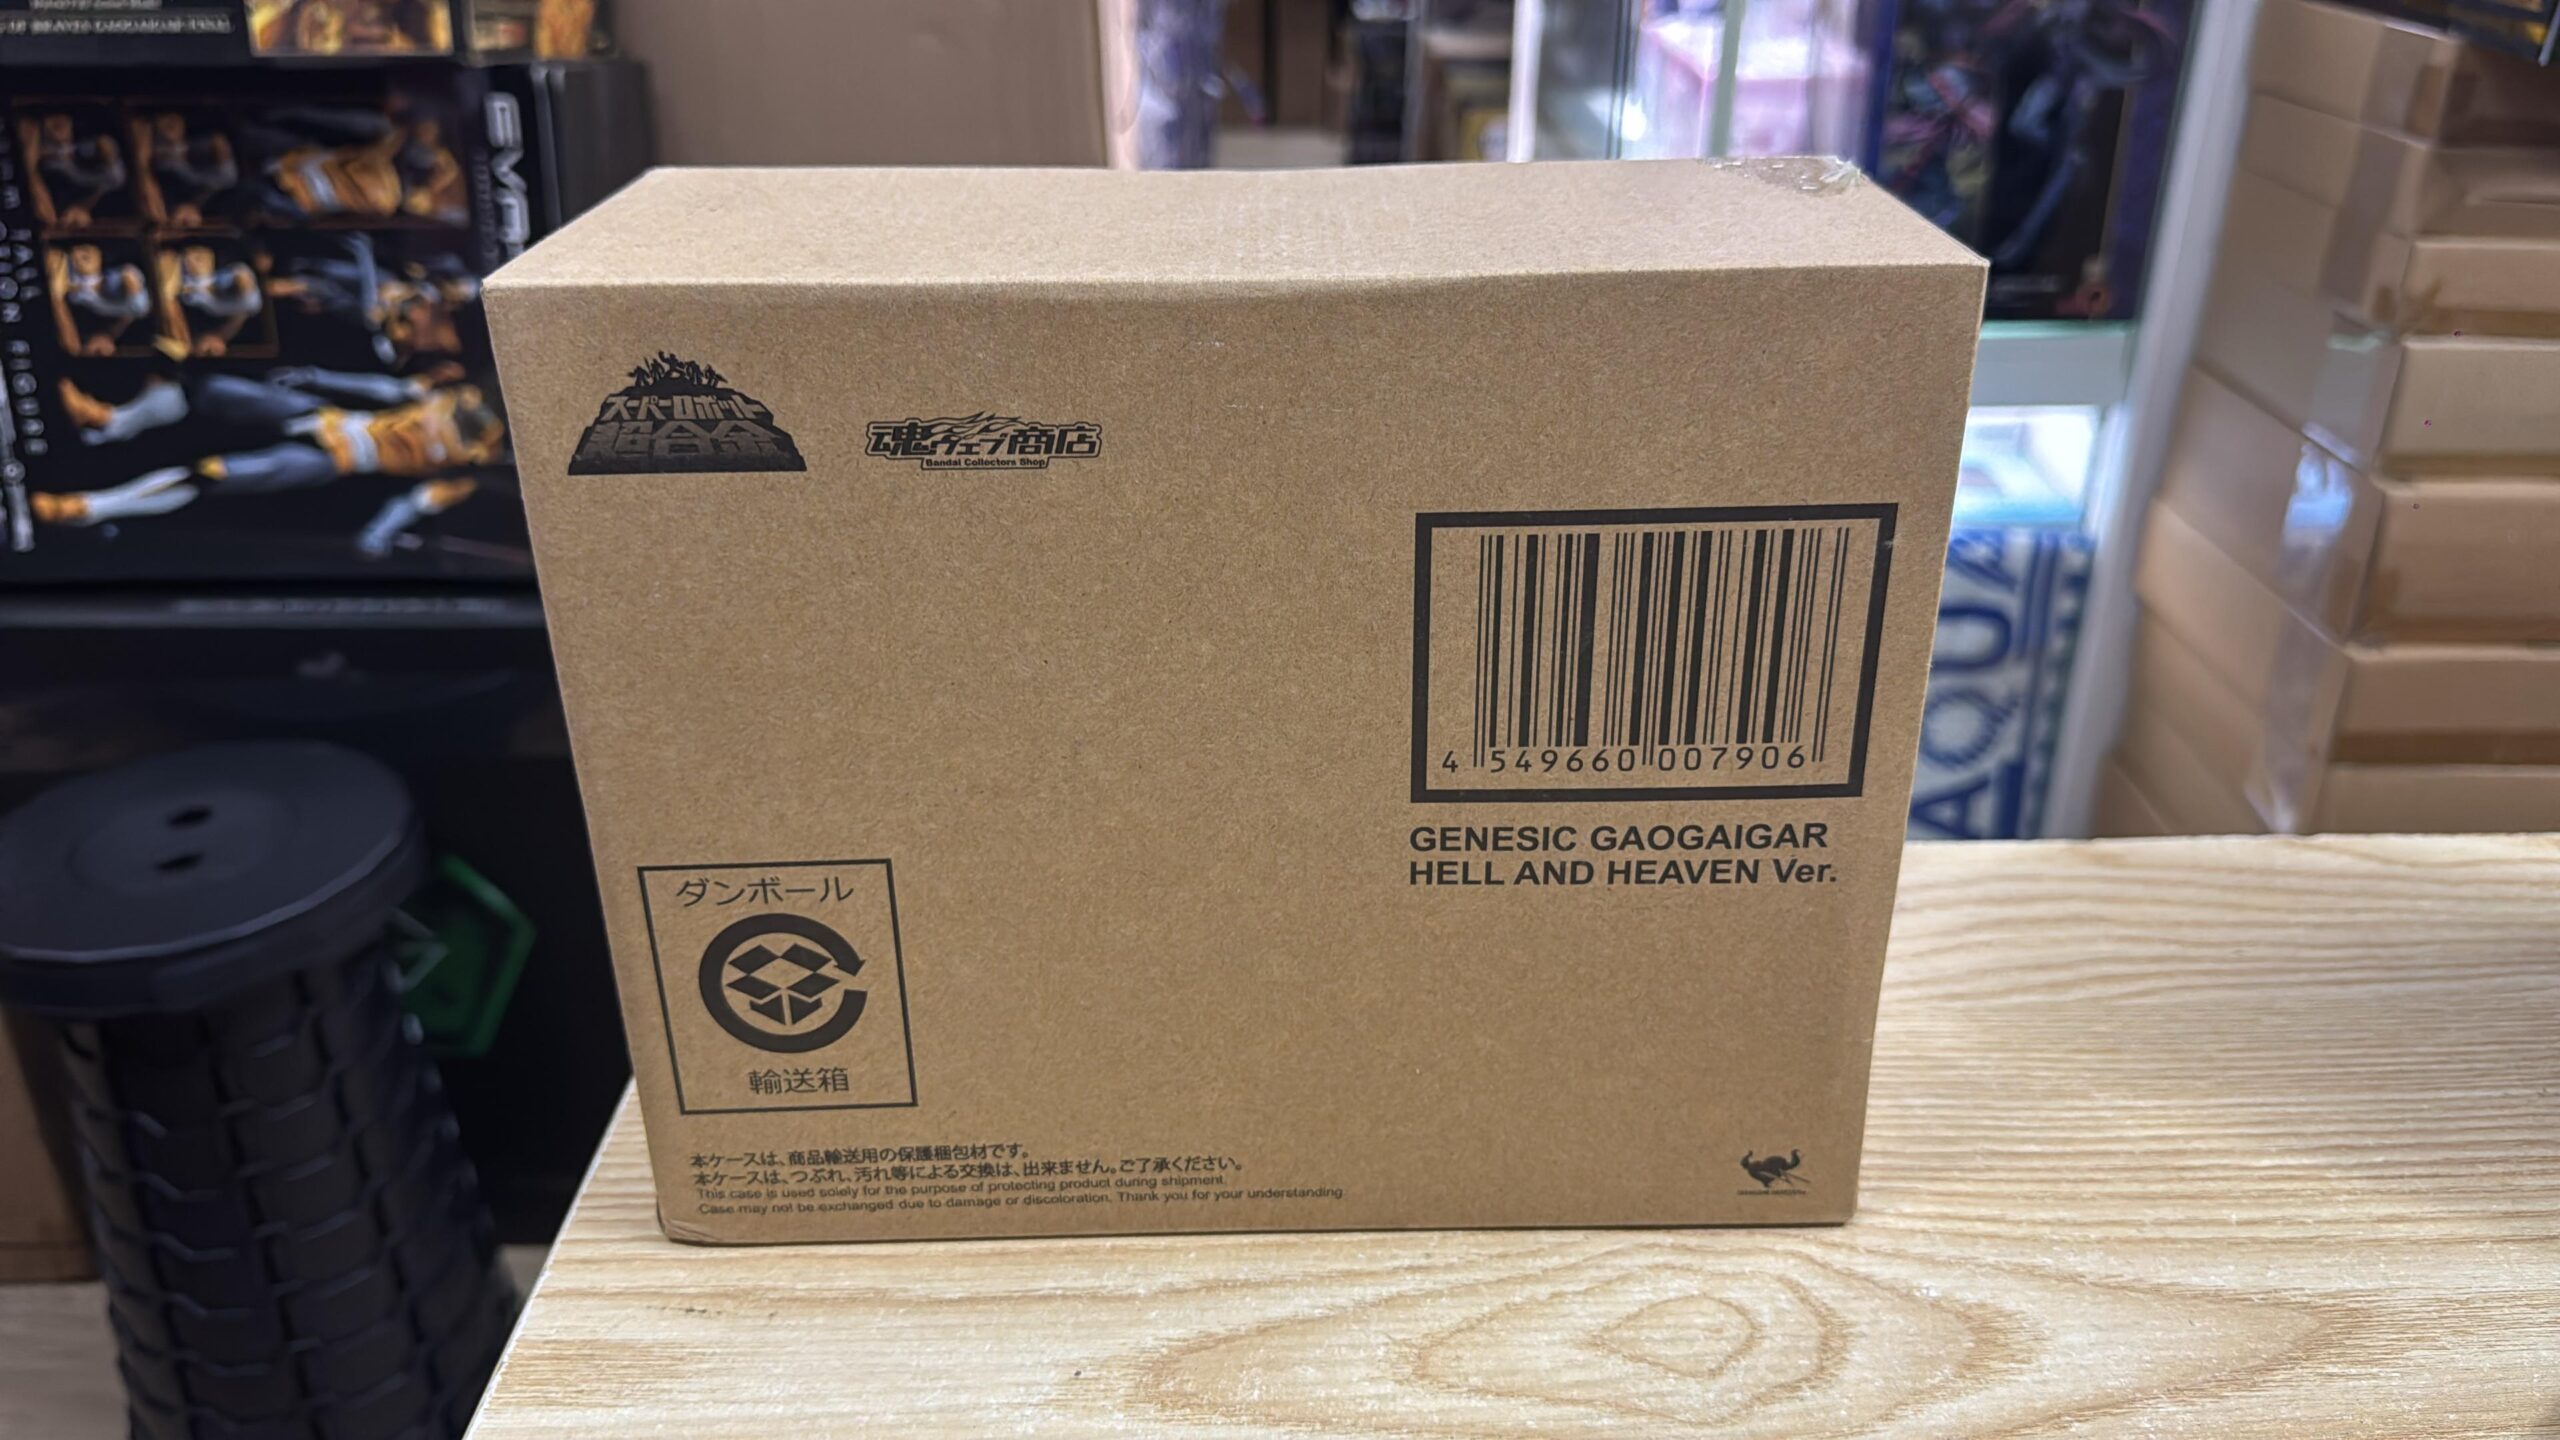 スーパーロボット
超合金
魂ウェブ商店
Bandai Collectors Shop
4 549660 007906
GENESIC GAOGAIGAR
HELL AND HEAVEN Ver.
ダンボール
輸送箱
本ケースは、商品輸送用の保護梱包材です。
本ケースは、つぶれ、汚れ等による交換は、出来ません。ご了承ください。
This case is used solely for the purpose of protecting product during shipment.
Case may not be exchanged due to damage or discoloration. Thank you for your understanding.
AQUA